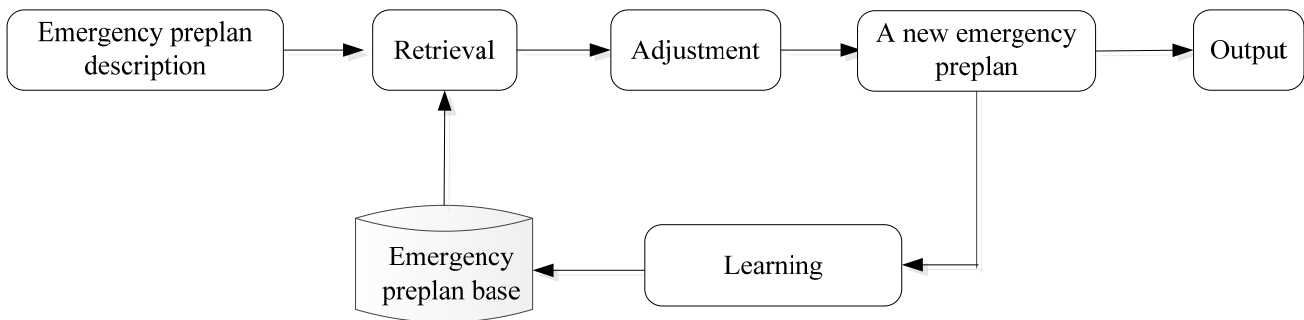 Emergency preplan
description
Retrieval
Adjustment
A new emergency
preplan
Output
Emergency
preplan base
Learning